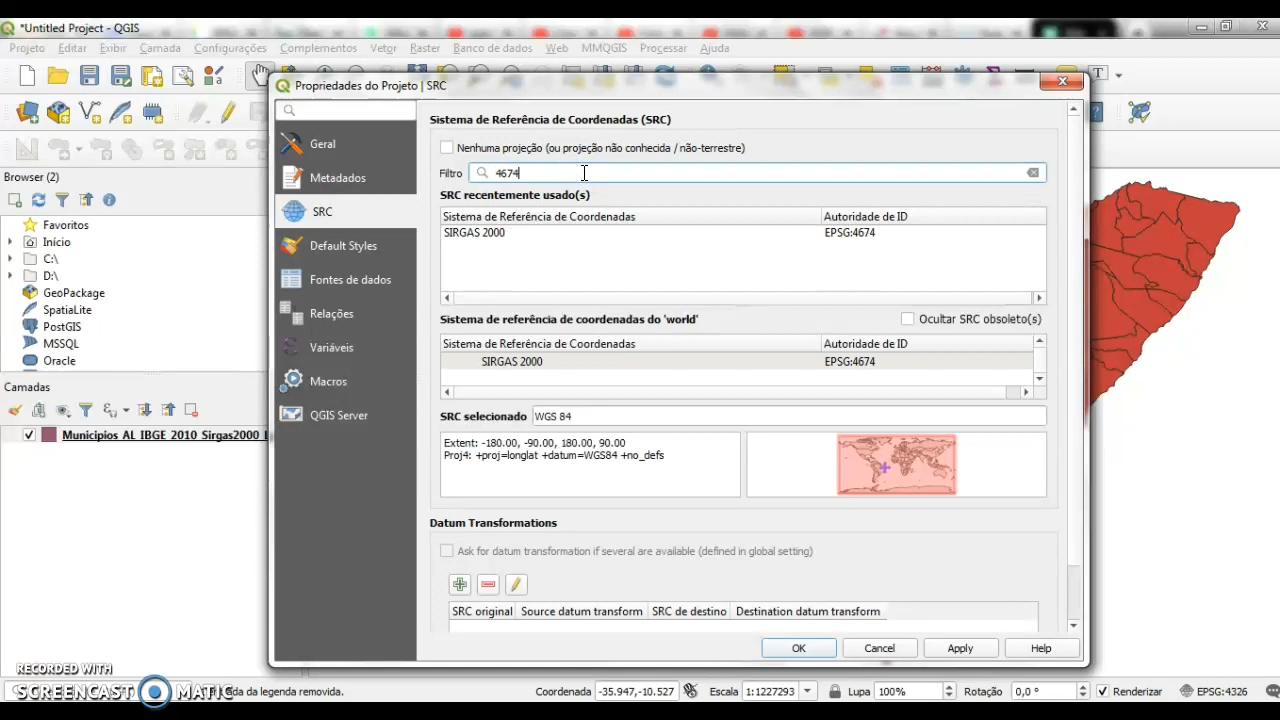 *Untitled Project - QGIS
Projeto Editar Exibir Camada Configurações Complementos Vetor Raster Banco de dados Web MMQGIS Processar Ajuda
Propriedades do Projeto | SRC
Browser (2)
Favoritos
Início
C:\
D:\
GeoPackage
SpatiaLite
PostGIS
MSSQL
Oracle
Camadas
Municipios_AL_IBGE_2010_Sirgas2000_
Geral
Metadados
SRC
Default Styles
Fontes de dados
Relações
Variáveis
Macros
QGIS Server
Sistema de Referência de Coordenadas (SRC)
Nenhuma projeção (ou projeção não conhecida / não-terrestre)
Filtro 4674
SRC recentemente usado(s)
Sistema de Referência de Coordenadas Autoridade de ID
SIRGAS 2000 EPSG:4674
Sistema de referência de coordenadas do 'world' Ocultar SRC obsoleto(s)
Sistema de Referência de Coordenadas Autoridade de ID
SIRGAS 2000 EPSG:4674
SRC selecionado WGS 84
Extent: -180.00, -90.00, 180.00, 90.00
Proj4: +proj=longlat +datum=WGS84 +no_defs
Datum Transformations
Ask for datum transformation if several are available (defined in global setting)
SRC original Source datum transform SRC de destino Destination datum transform
OK Cancel Apply Help
RECORDED WITH
SCREENCAST MATIC
da legenda removida. Coordenada -35.947,-10.527 Escala 1:1227293 Lupa 100% Rotação 0,0 ° Renderizar EPSG:4326